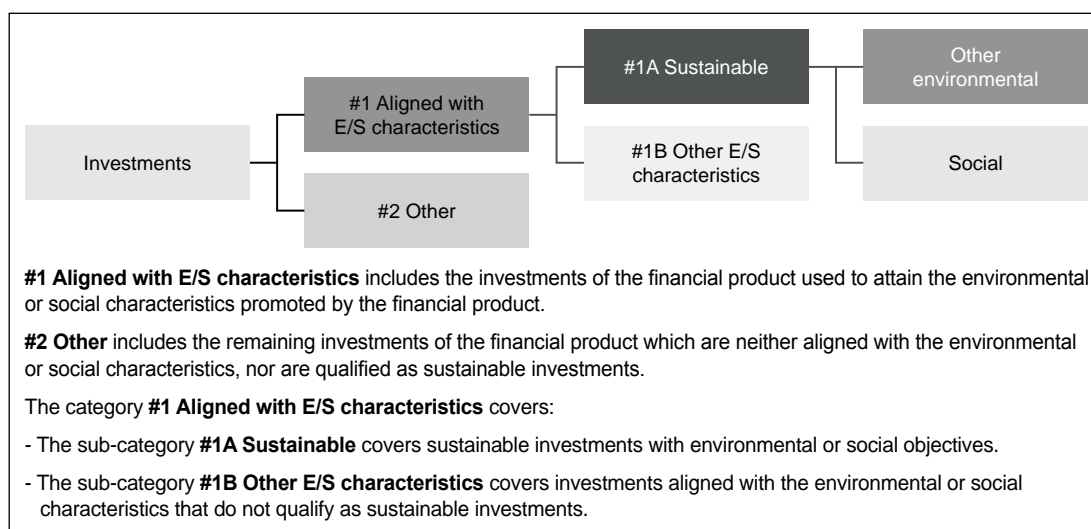 Investments
#1 Aligned with
E/S characteristics
#2 Other
#1A Sustainable
#1B Other E/S
characteristics
Other
environmental
Social
#1 Aligned with E/S characteristics includes the investments of the financial product used to attain the environmental
or social characteristics promoted by the financial product.
#2 Other includes the remaining investments of the financial product which are neither aligned with the environmental
or social characteristics, nor are qualified as sustainable investments.
The category #1 Aligned with E/S characteristics covers:
- The sub-category #1A Sustainable covers sustainable investments with environmental or social objectives.
- The sub-category #1B Other E/S characteristics covers investments aligned with the environmental or social
characteristics that do not qualify as sustainable investments.